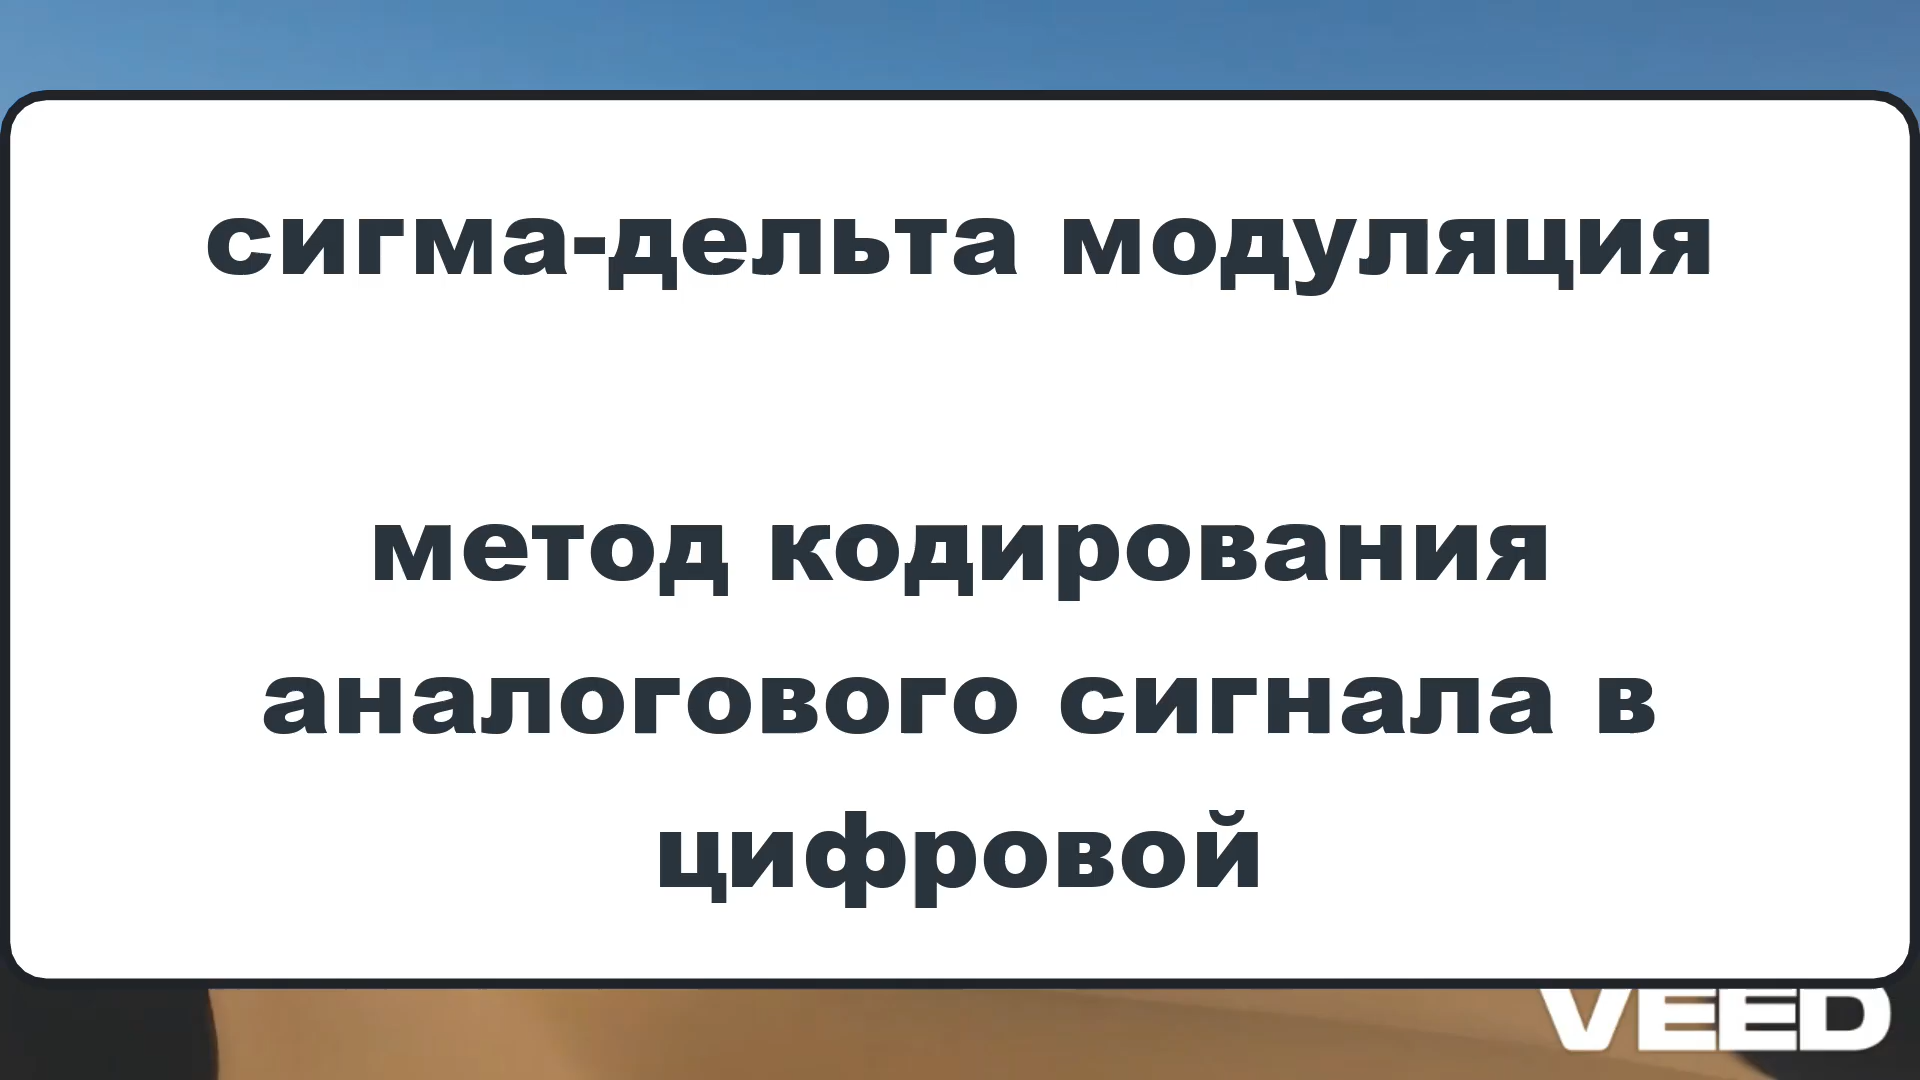 сигма-дельта модуляция
метод кодирования
аналогового сигнала в
цифровой
VEED